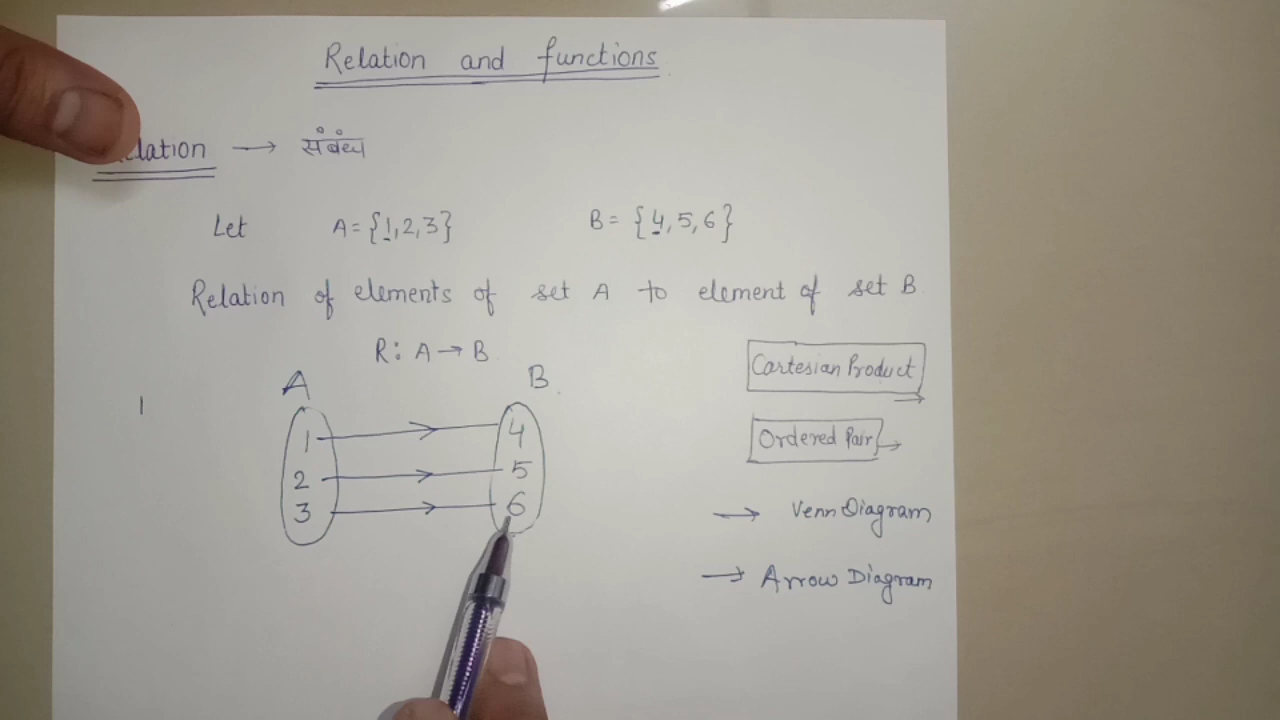 Relation and functions
Relation → संबंध
Let A = {1,2,3} B = {4,5,6}
Relation of elements of set A to element of set B
R: A → B
A B
1 4
2 5
3 6
1
Cartesian Product →
Ordered Pair →
→ Venn Diagram
→ Arrow Diagram